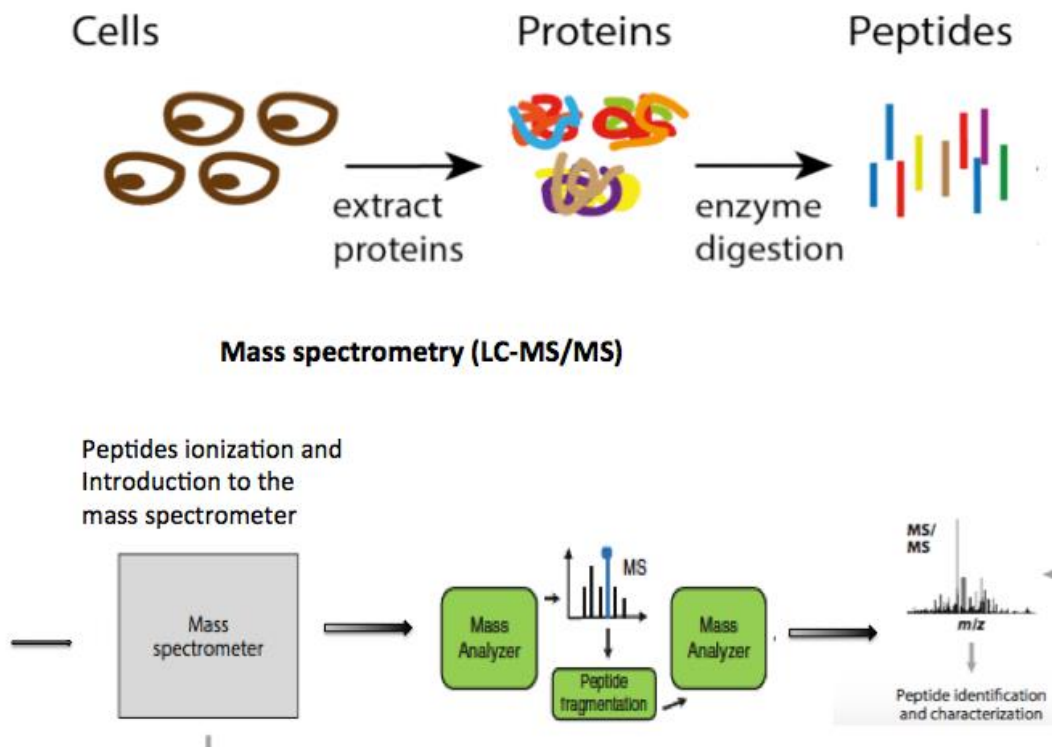 Cells
Proteins
Peptides
extract
proteins
enzyme
digestion
Mass spectrometry (LC-MS/MS)
Peptides ionization and
Introduction to the
mass spectrometer
Mass
spectrometer
Mass
Analyzer
MS
Peptide
fragmentation
Mass
Analyzer
MS/
MS
m/z
Peptide identification
and characterization